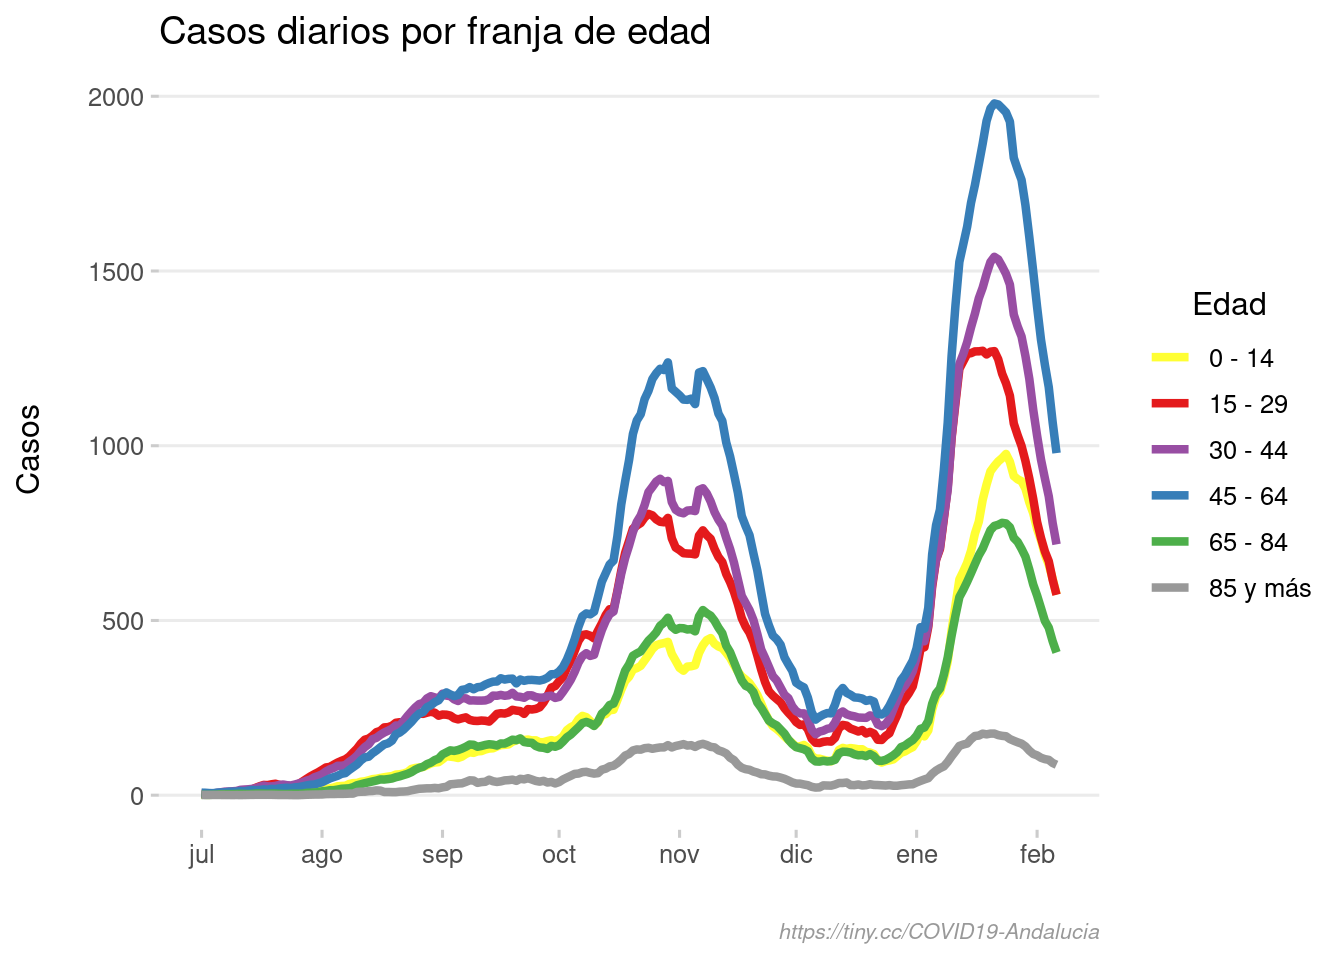 Casos diarios por franja de edad
2000
1500
1000
500
0
Casos
jul ago sep oct nov dic ene feb
Edad
0 - 14
15 - 29
30 - 44
45 - 64
65 - 84
85 y más
https://tiny.cc/COVID19-Andalucia